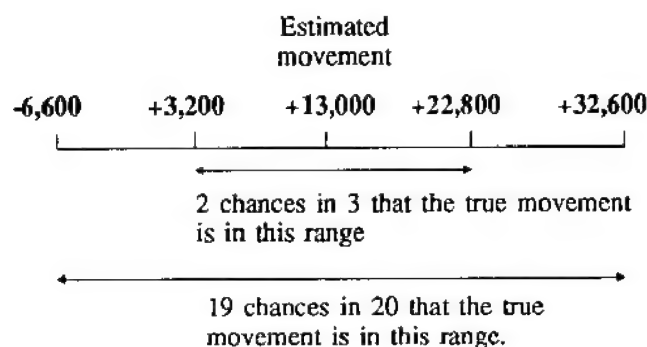 Estimated
movement
-6,600 +3,200 +13,000 +22,800 +32,600
2 chances in 3 that the true movement
is in this range
19 chances in 20 that the true
movement is in this range.